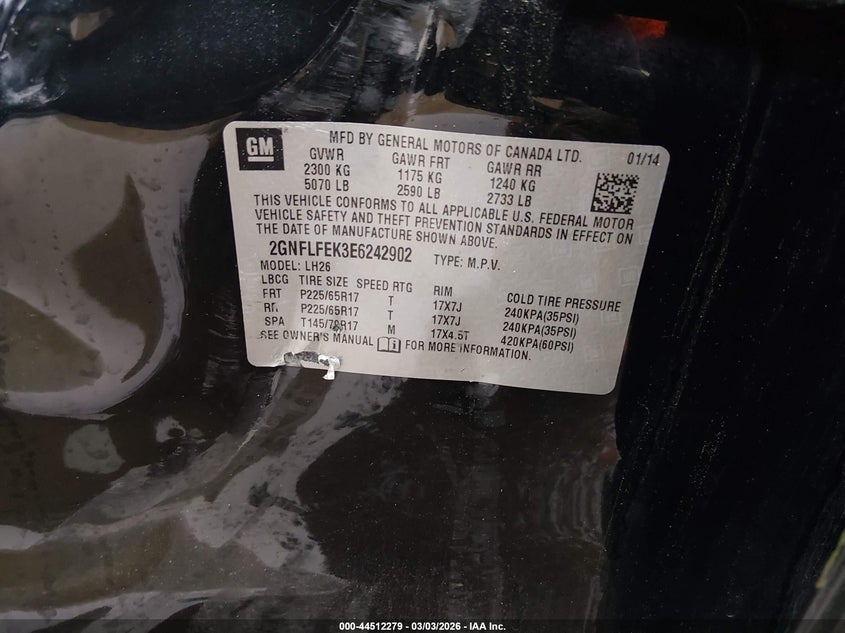 GM
MFD BY GENERAL MOTORS OF CANADA LTD. 01/14
GVWR GAWR FRT GAWR RR
2300 KG 1175 KG 1240 KG
5070 LB 2590 LB 2733 LB
THIS VEHICLE CONFORMS TO ALL APPLICABLE U.S. FEDERAL MOTOR
VEHICLE SAFETY AND THEFT PREVENTION STANDARDS IN EFFECT ON
THE DATE OF MANUFACTURE SHOWN ABOVE.
2GNFLFEK3E6242902 TYPE: M.P.V.
MODEL: LH26
LBCG TIRE SIZE SPEED RTG RIM COLD TIRE PRESSURE
FRT P225/65R17 T 17X7J 240KPA(35PSI)
RR P225/65R17 T 17X7J 240KPA(35PSI)
SPA T145/70R17 M 17X4.5T 420KPA(60PSI)
SEE OWNER'S MANUAL FOR MORE INFORMATION.
000-44512279 - 03/03/2026 - IAA Inc.